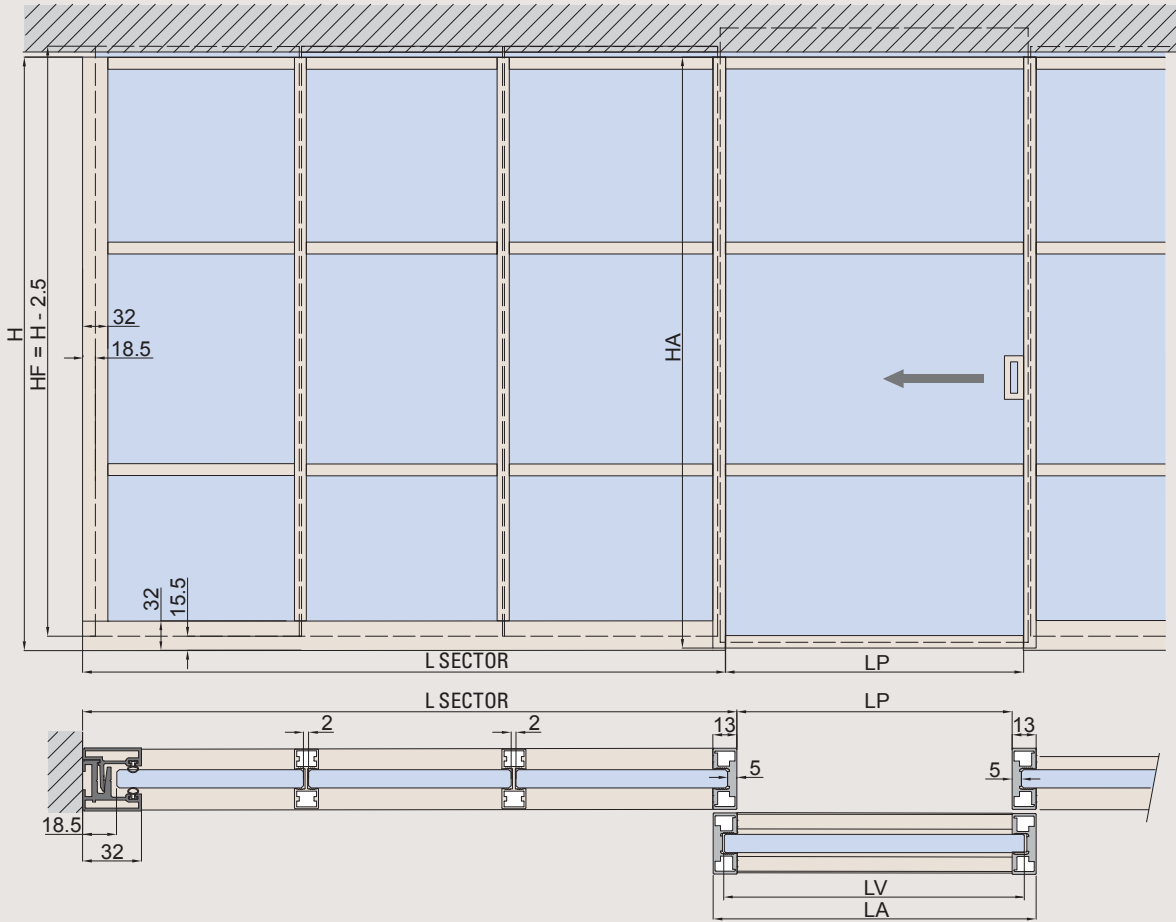 H
HF = H - 2.5
32
18.5
HA
32
15.5
L SECTOR
LP
L SECTOR
LP
2
2
13
13
5
5
18.5
32
LV
LA